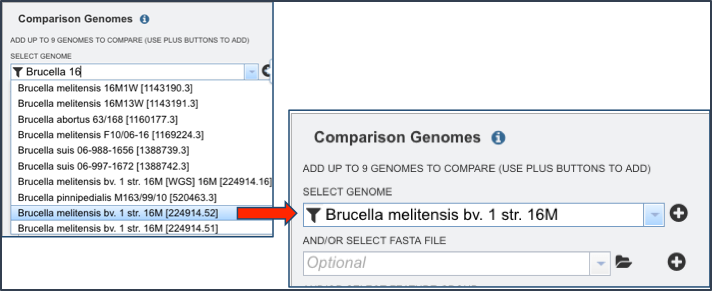 Comparison Genomes
ADD UP TO 9 GENOMES TO COMPARE (USE PLUS BUTTONS TO ADD)
SELECT GENOME
Brucella 16
Brucella melitensis 16M1W [1143190.3]
Brucella melitensis 16M13W [1143191.3]
Brucella abortus 63/168 [1160177.3]
Brucella melitensis F10/06-16 [1169224.3]
Brucella suis 06-988-1656 [1388739.3]
Brucella suis 06-997-1672 [1388742.3]
Brucella melitensis bv. 1 str. 16M [WGS] 16M [224914.16]
Brucella pinnipedialis M163/99/10 [520463.3]
Brucella melitensis bv. 1 str. 16M [224914.52]
Brucella melitensis bv. 1 str. 16M [224914.51]
Comparison Genomes
ADD UP TO 9 GENOMES TO COMPARE (USE PLUS BUTTONS TO ADD)
SELECT GENOME
Brucella melitensis bv. 1 str. 16M
AND/OR SELECT FASTA FILE
Optional